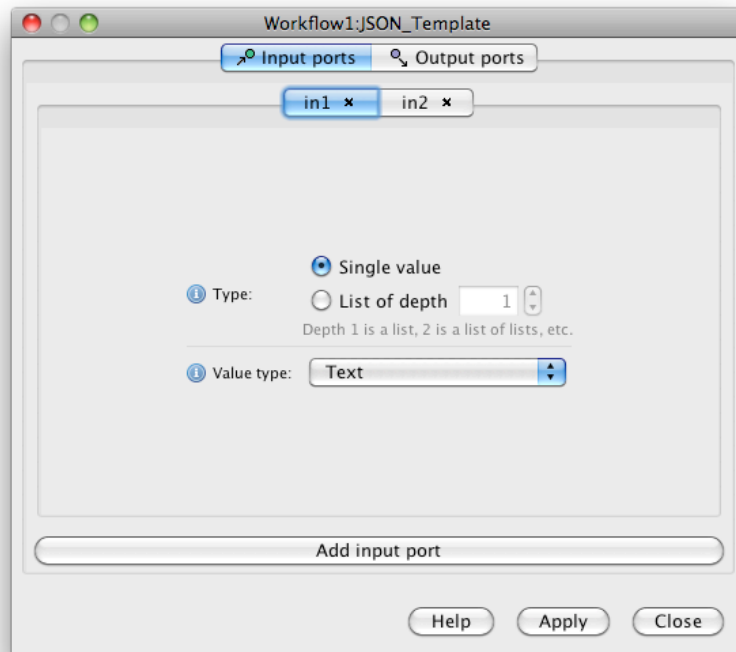 Workflow1:JSON_Template
Input ports Output ports
in1 × in2 ×
Single value
Type:
List of depth 1
Depth 1 is a list, 2 is a list of lists, etc.
Value type: Text
Add input port
Help Apply Close